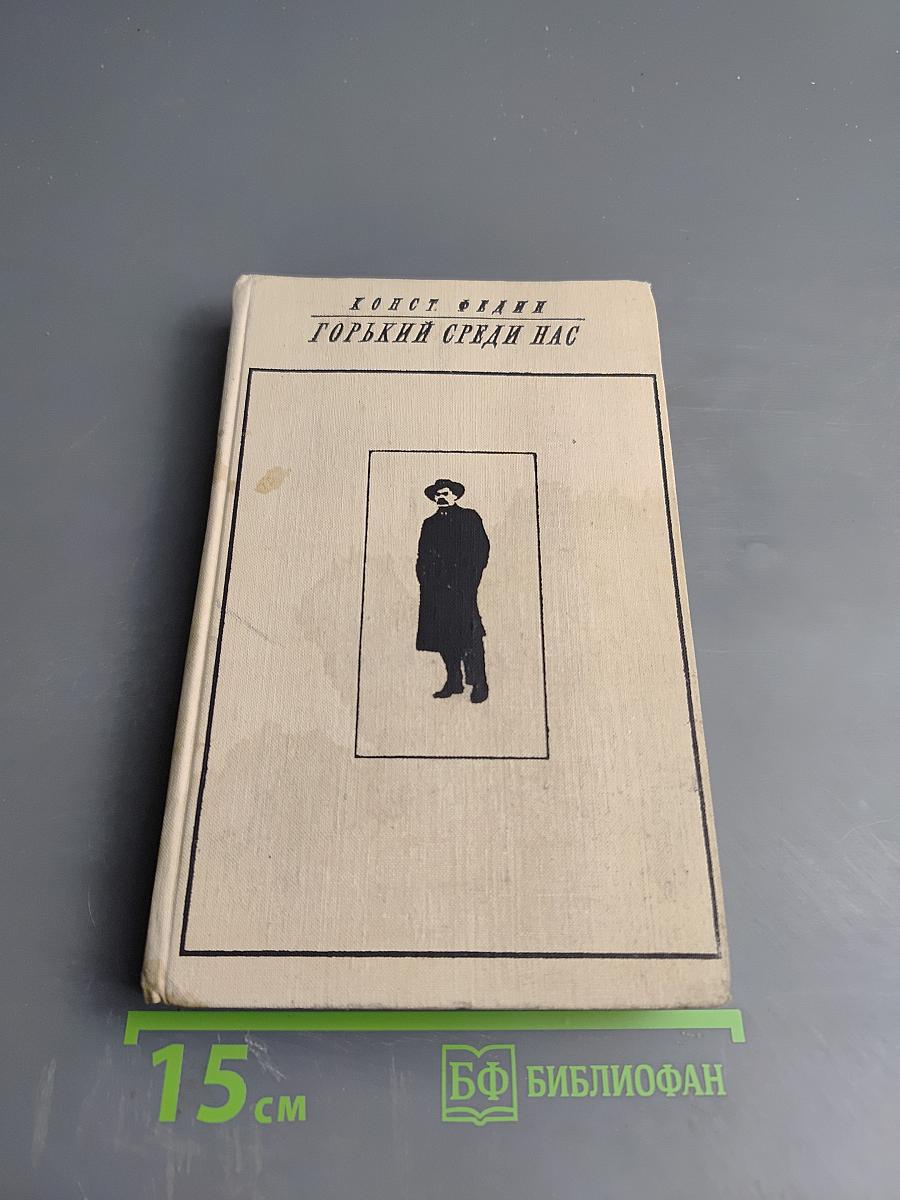 КОНСТ. ФЕДИН
ГОРЬКИЙ СРЕДИ НАС
15 см
БФ БИБЛИОФАН